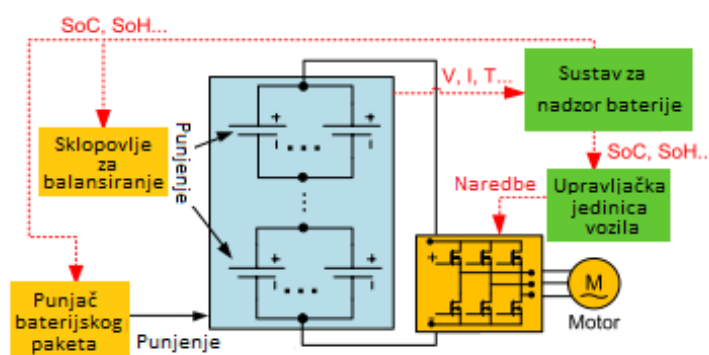 SoC, SoH...
V, I, T...
Sustav za
nadzor baterije
Sklopovlje
za
balansiranje
Punjenje
SoC, SoH..
Naredbe
Upravljačka
jedinica
vozila
Punjač
baterijskog
paketa
Punjenje
M
Motor